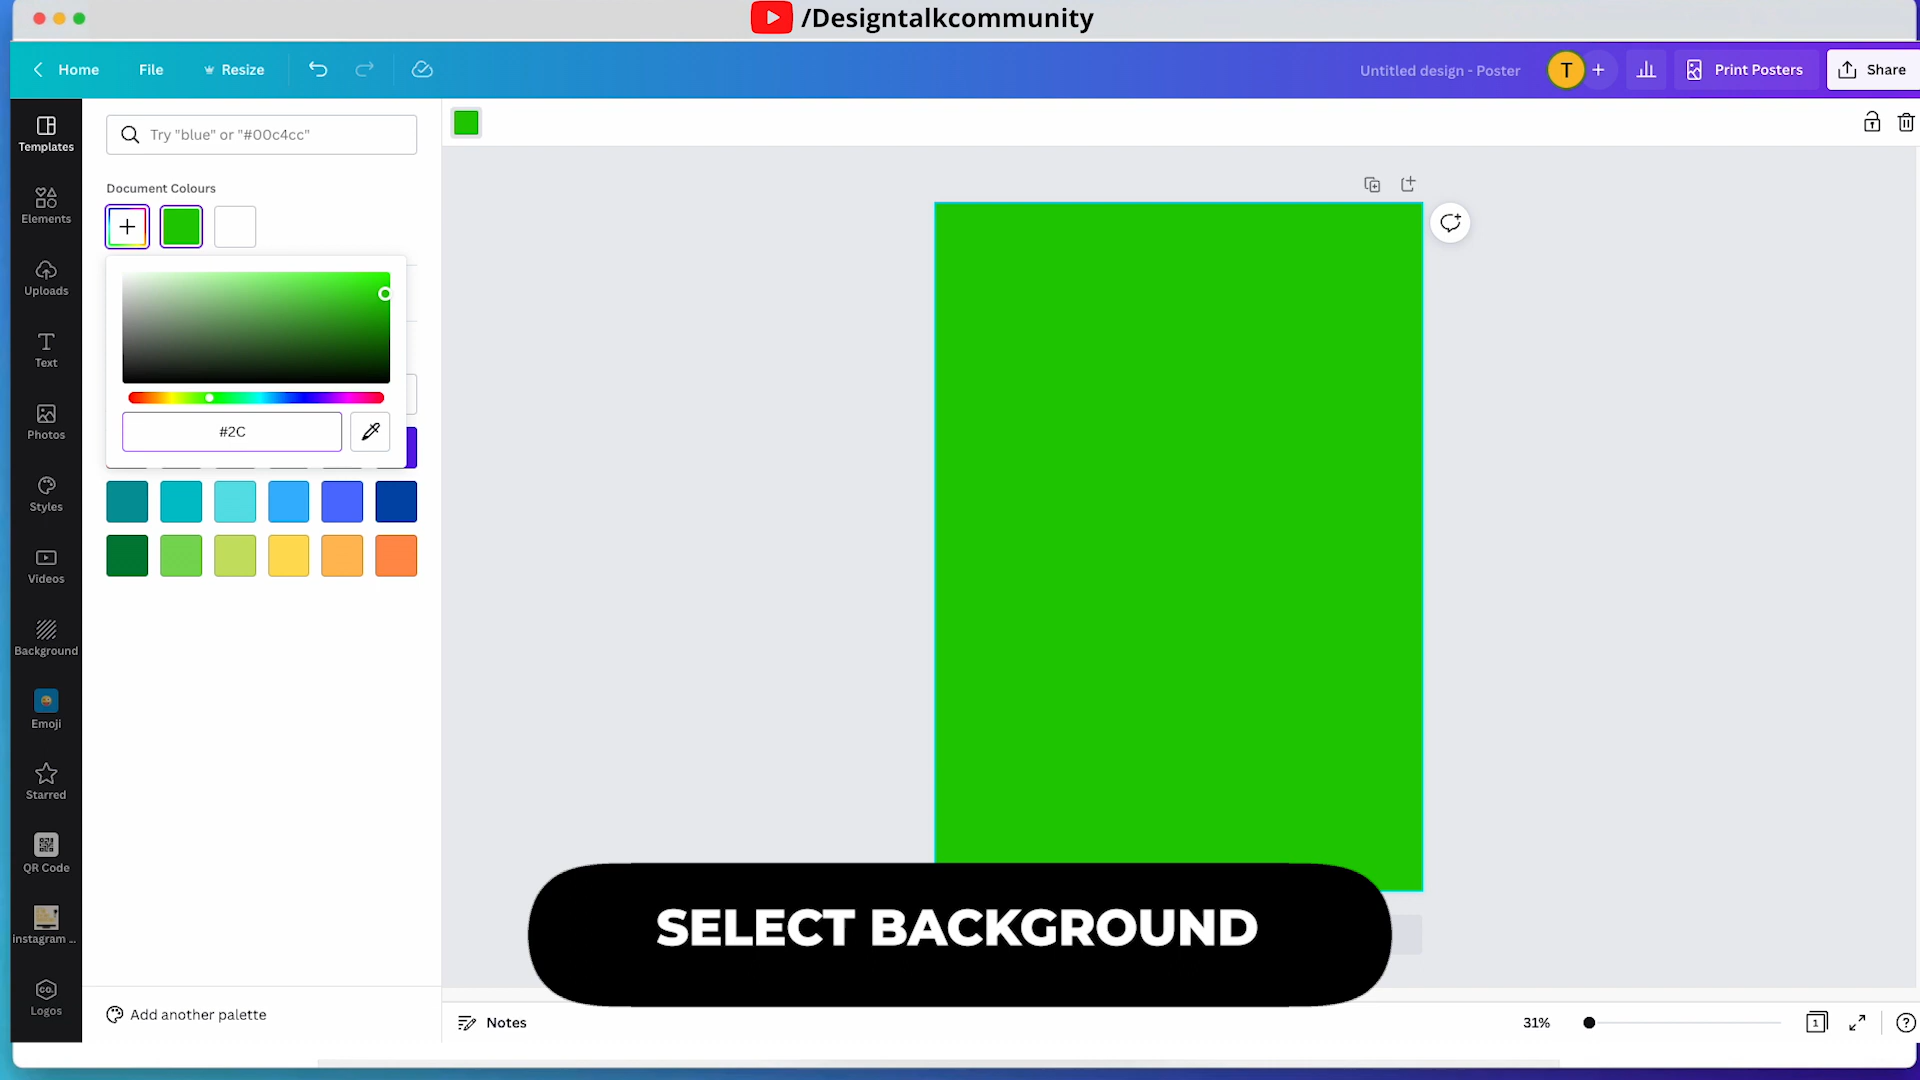 /Designtalkcommunity
Home
File
Resize
Untitled design - Poster
T
Print Posters
Share
Templates
Elements
Uploads
Text
Photos
Styles
Videos
Background
Emoji
Starred
QR Code
instagram ...
CO.
Logos
Try "blue" or "#00c4cc"
Document Colours
#2C
Add another palette
SELECT BACKGROUND
Notes
31%
1
?